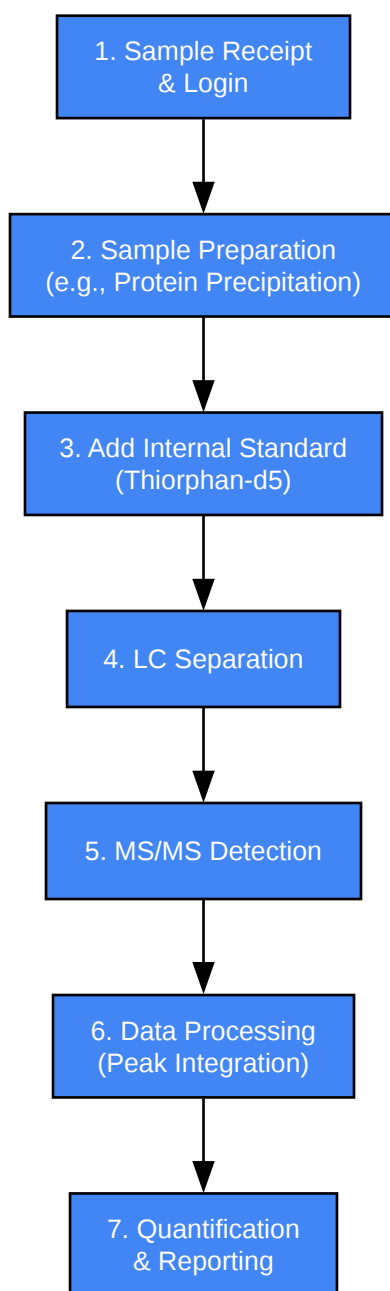 1. Sample Receipt
& Login
2. Sample Preparation
(e.g., Protein Precipitation)
3. Add Internal Standard
(Thiorphan-d5)
4. LC Separation
5. MS/MS Detection
6. Data Processing
(Peak Integration)
7. Quantification
& Reporting